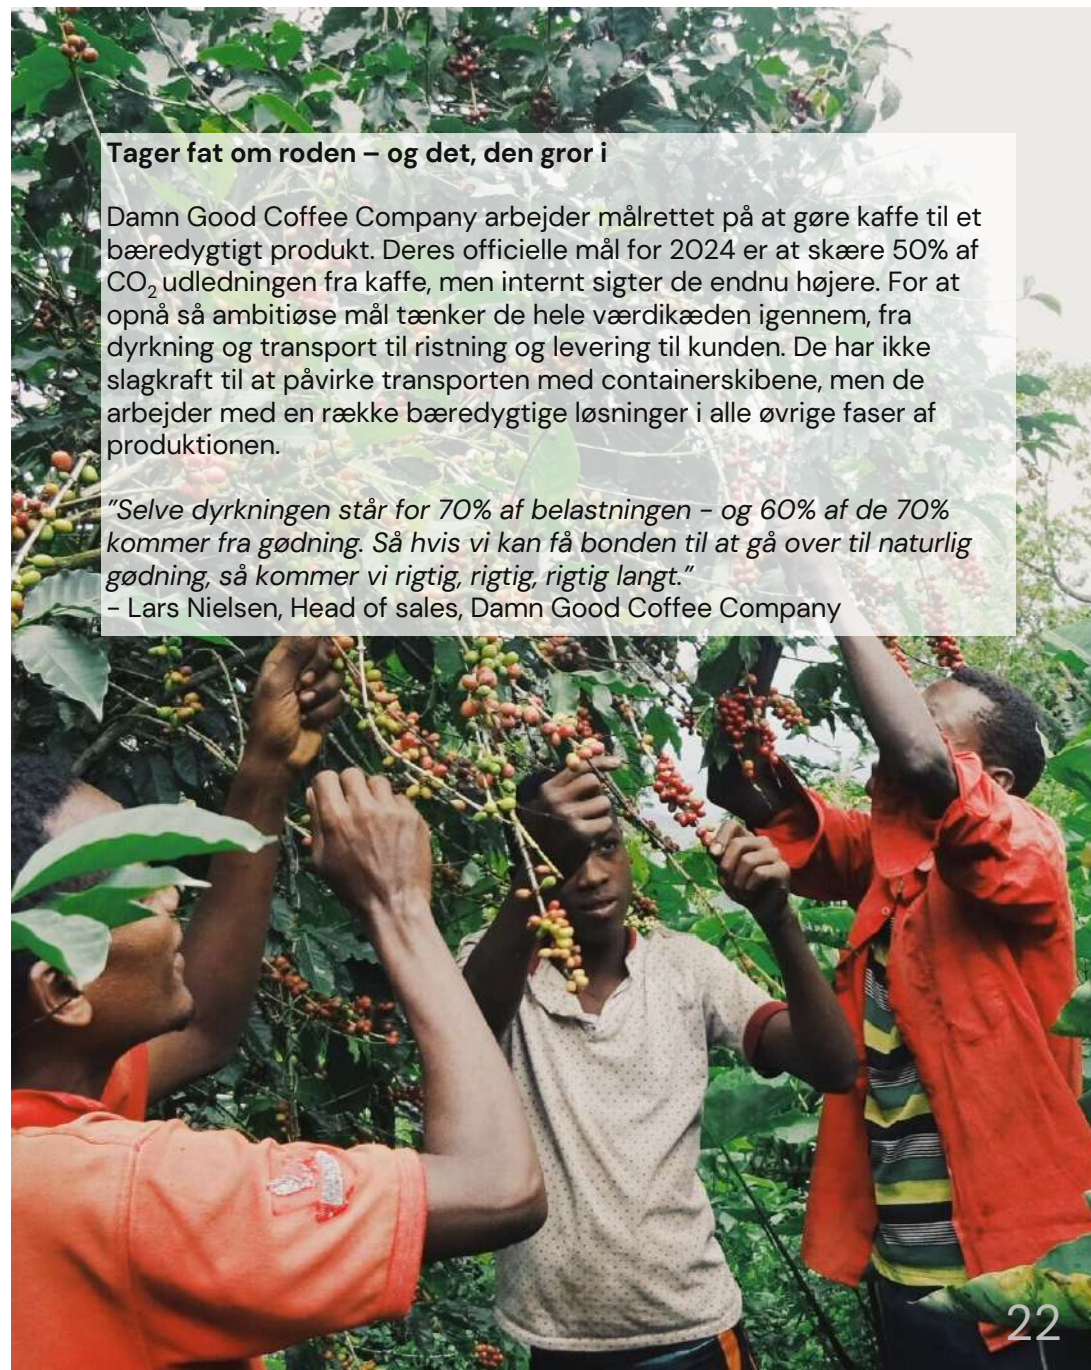 Tager fat om roden – og det, den gror i
Damn Good Coffee Company arbejder målrettet på at gøre kaffe til et
bæredygtigt produkt. Deres officielle mål for 2024 er at skære 50% af
CO₂ udledningen fra kaffe, men internt sigter de endnu højere. For at
opnå så ambitiøse mål tænker de hele værdikæden igennem, fra
dyrkning og transport til ristning og levering til kunden. De har ikke
slagkraft til at påvirke transporten med containerskibene, men de
arbejder med en række bæredygtige løsninger i alle øvrige faser af
produktionen.
”Selve dyrkningen står for 70% af belastningen – og 60% af de 70%
kommer fra gødning. Så hvis vi kan få bonden til at gå over til naturlig
gødning, så kommer vi rigtig, rigtig, rigtig langt.”
– Lars Nielsen, Head of sales, Damn Good Coffee Company
22